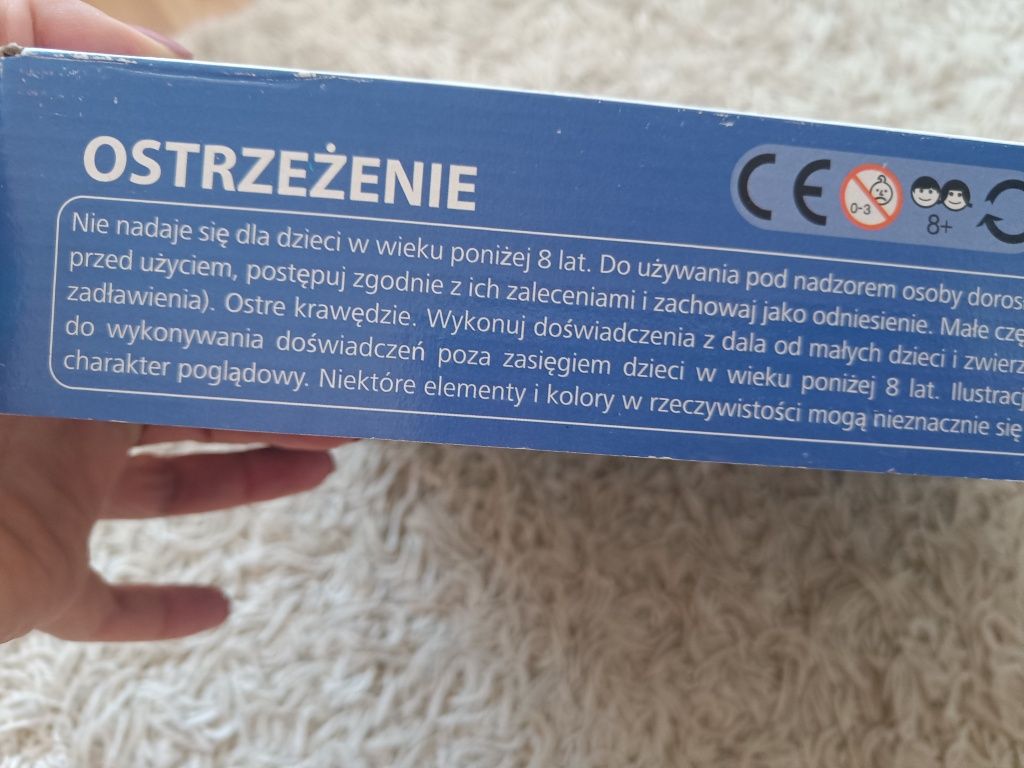 OSTRZEŻENIE
CE
0-3
8+
Nie nadaje się dla dzieci w wieku poniżej 8 lat. Do używania pod nadzorem osoby doros
przed użyciem, postępuj zgodnie z ich zaleceniami i zachowaj jako odniesienie. Małe czę
zadławienia). Ostre krawędzie. Wykonuj doświadczenia z dala od małych dzieci i zwierz
do wykonywania doświadczeń poza zasięgiem dzieci w wieku poniżej 8 lat. Ilustracj
charakter poglądowy. Niektóre elementy i kolory w rzeczywistości mogą nieznacznie się